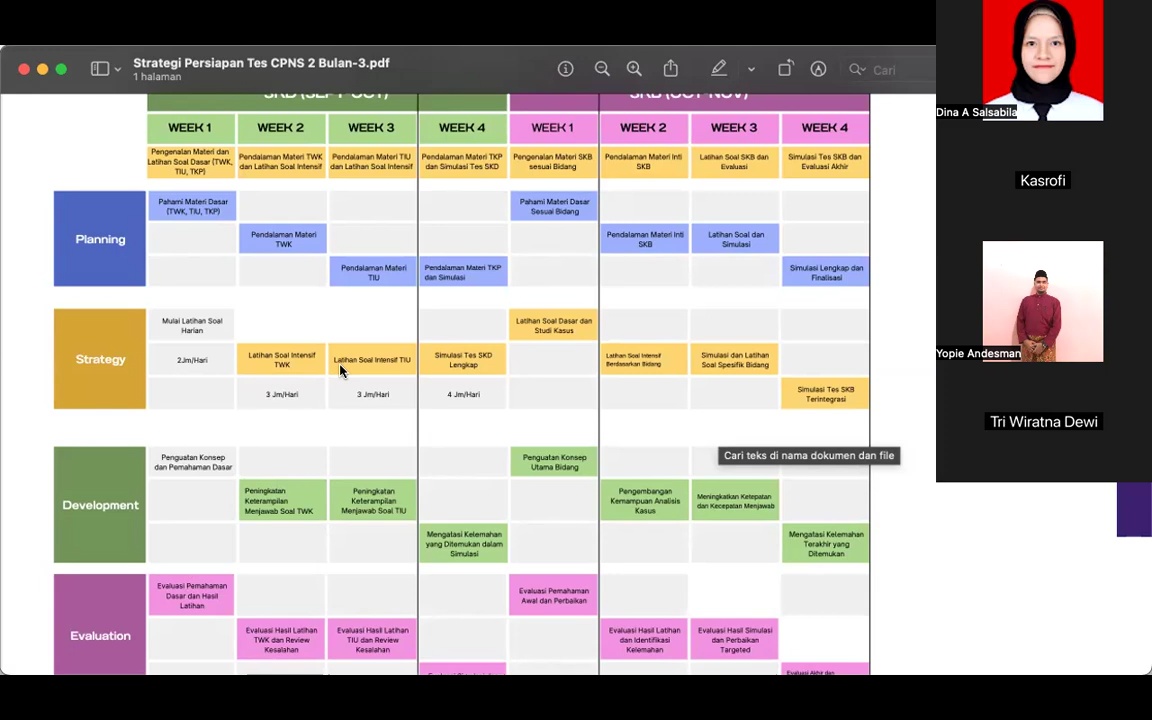 Strategi Persiapan Tes CPNS 2 Bulan-3.pdf
1 halaman
Cari
SKD (SEPT-OCT)
SKB (OCT-NOV)
WEEK 1
WEEK 2
WEEK 3
WEEK 4
WEEK 1
WEEK 2
WEEK 3
WEEK 4
Pengenalan Materi dan
Latihan Soal Dasar (TWK,
TIU, TKP)
Pendalaman Materi TWK
dan Latihan Soal Intensif
Pendalaman Materi TIU
dan Latihan Soal Intensif
Pendalaman Materi TKP
dan Simulasi Tes SKD
Pengenalan Materi SKB
sesuai Bidang
Pendalaman Materi Inti
SKB
Latihan Soal SKB dan
Evaluasi
Simulasi Tes SKB dan
Evaluasi Akhir
Planning
Pahami Materi Dasar
(TWK, TIU, TKP)
Pahami Materi Dasar
Sesuai Bidang
Pendalaman Materi
TWK
Pendalaman Materi Inti
SKB
Latihan Soal dan
Simulasi
Pendalaman Materi
TIU
Pendalaman Materi TKP
dan Simulasi
Simulasi Lengkap dan
Finalisasi
Strategy
Mulai Latihan Soal
Harian
Latihan Soal Dasar dan
Studi Kasus
2Jm/Hari
Latihan Soal Intensif
TWK
Latihan Soal Intensif TIU
Simulasi Tes SKD
Lengkap
Latihan Soal Intensif
Berdasarkan Bidang
Simulasi dan Latihan
Soal Spesifik Bidang
3 Jm/Hari
3 Jm/Hari
4 Jm/Hari
Simulasi Tes SKB
Terintegrasi
Development
Penguatan Konsep
dan Pemahaman Dasar
Penguatan Konsep
Utama Bidang
Cari teks di nama dokumen dan file
Peningkatan
Keterampilan
Menjawab Soal TWK
Peningkatan
Keterampilan
Menjawab Soal TIU
Pengembangan
Kemampuan Analisis
Kasus
Meningkatkan Ketepatan
dan Kecepatan Menjawab
Mengatasi Kelemahan
yang Ditemukan dalam
Simulasi
Mengatasi Kelemahan
Terakhir yang
Ditemukan
Evaluation
Evaluasi Pemahaman
Dasar dan Hasil
Latihan
Evaluasi Pemahaman
Awal dan Perbaikan
Evaluasi Hasil Latihan
TWK dan Review
Kesalahan
Evaluasi Hasil Latihan
TIU dan Review
Kesalahan
Evaluasi Hasil Latihan
dan Identifikasi
Kelemahan
Evaluasi Hasil Simulasi
dan Perbaikan
Targeted
Evaluasi Akhir dan
Dina A Salsabila
Kasrofi
Yopie Andesman
Tri Wiratna Dewi